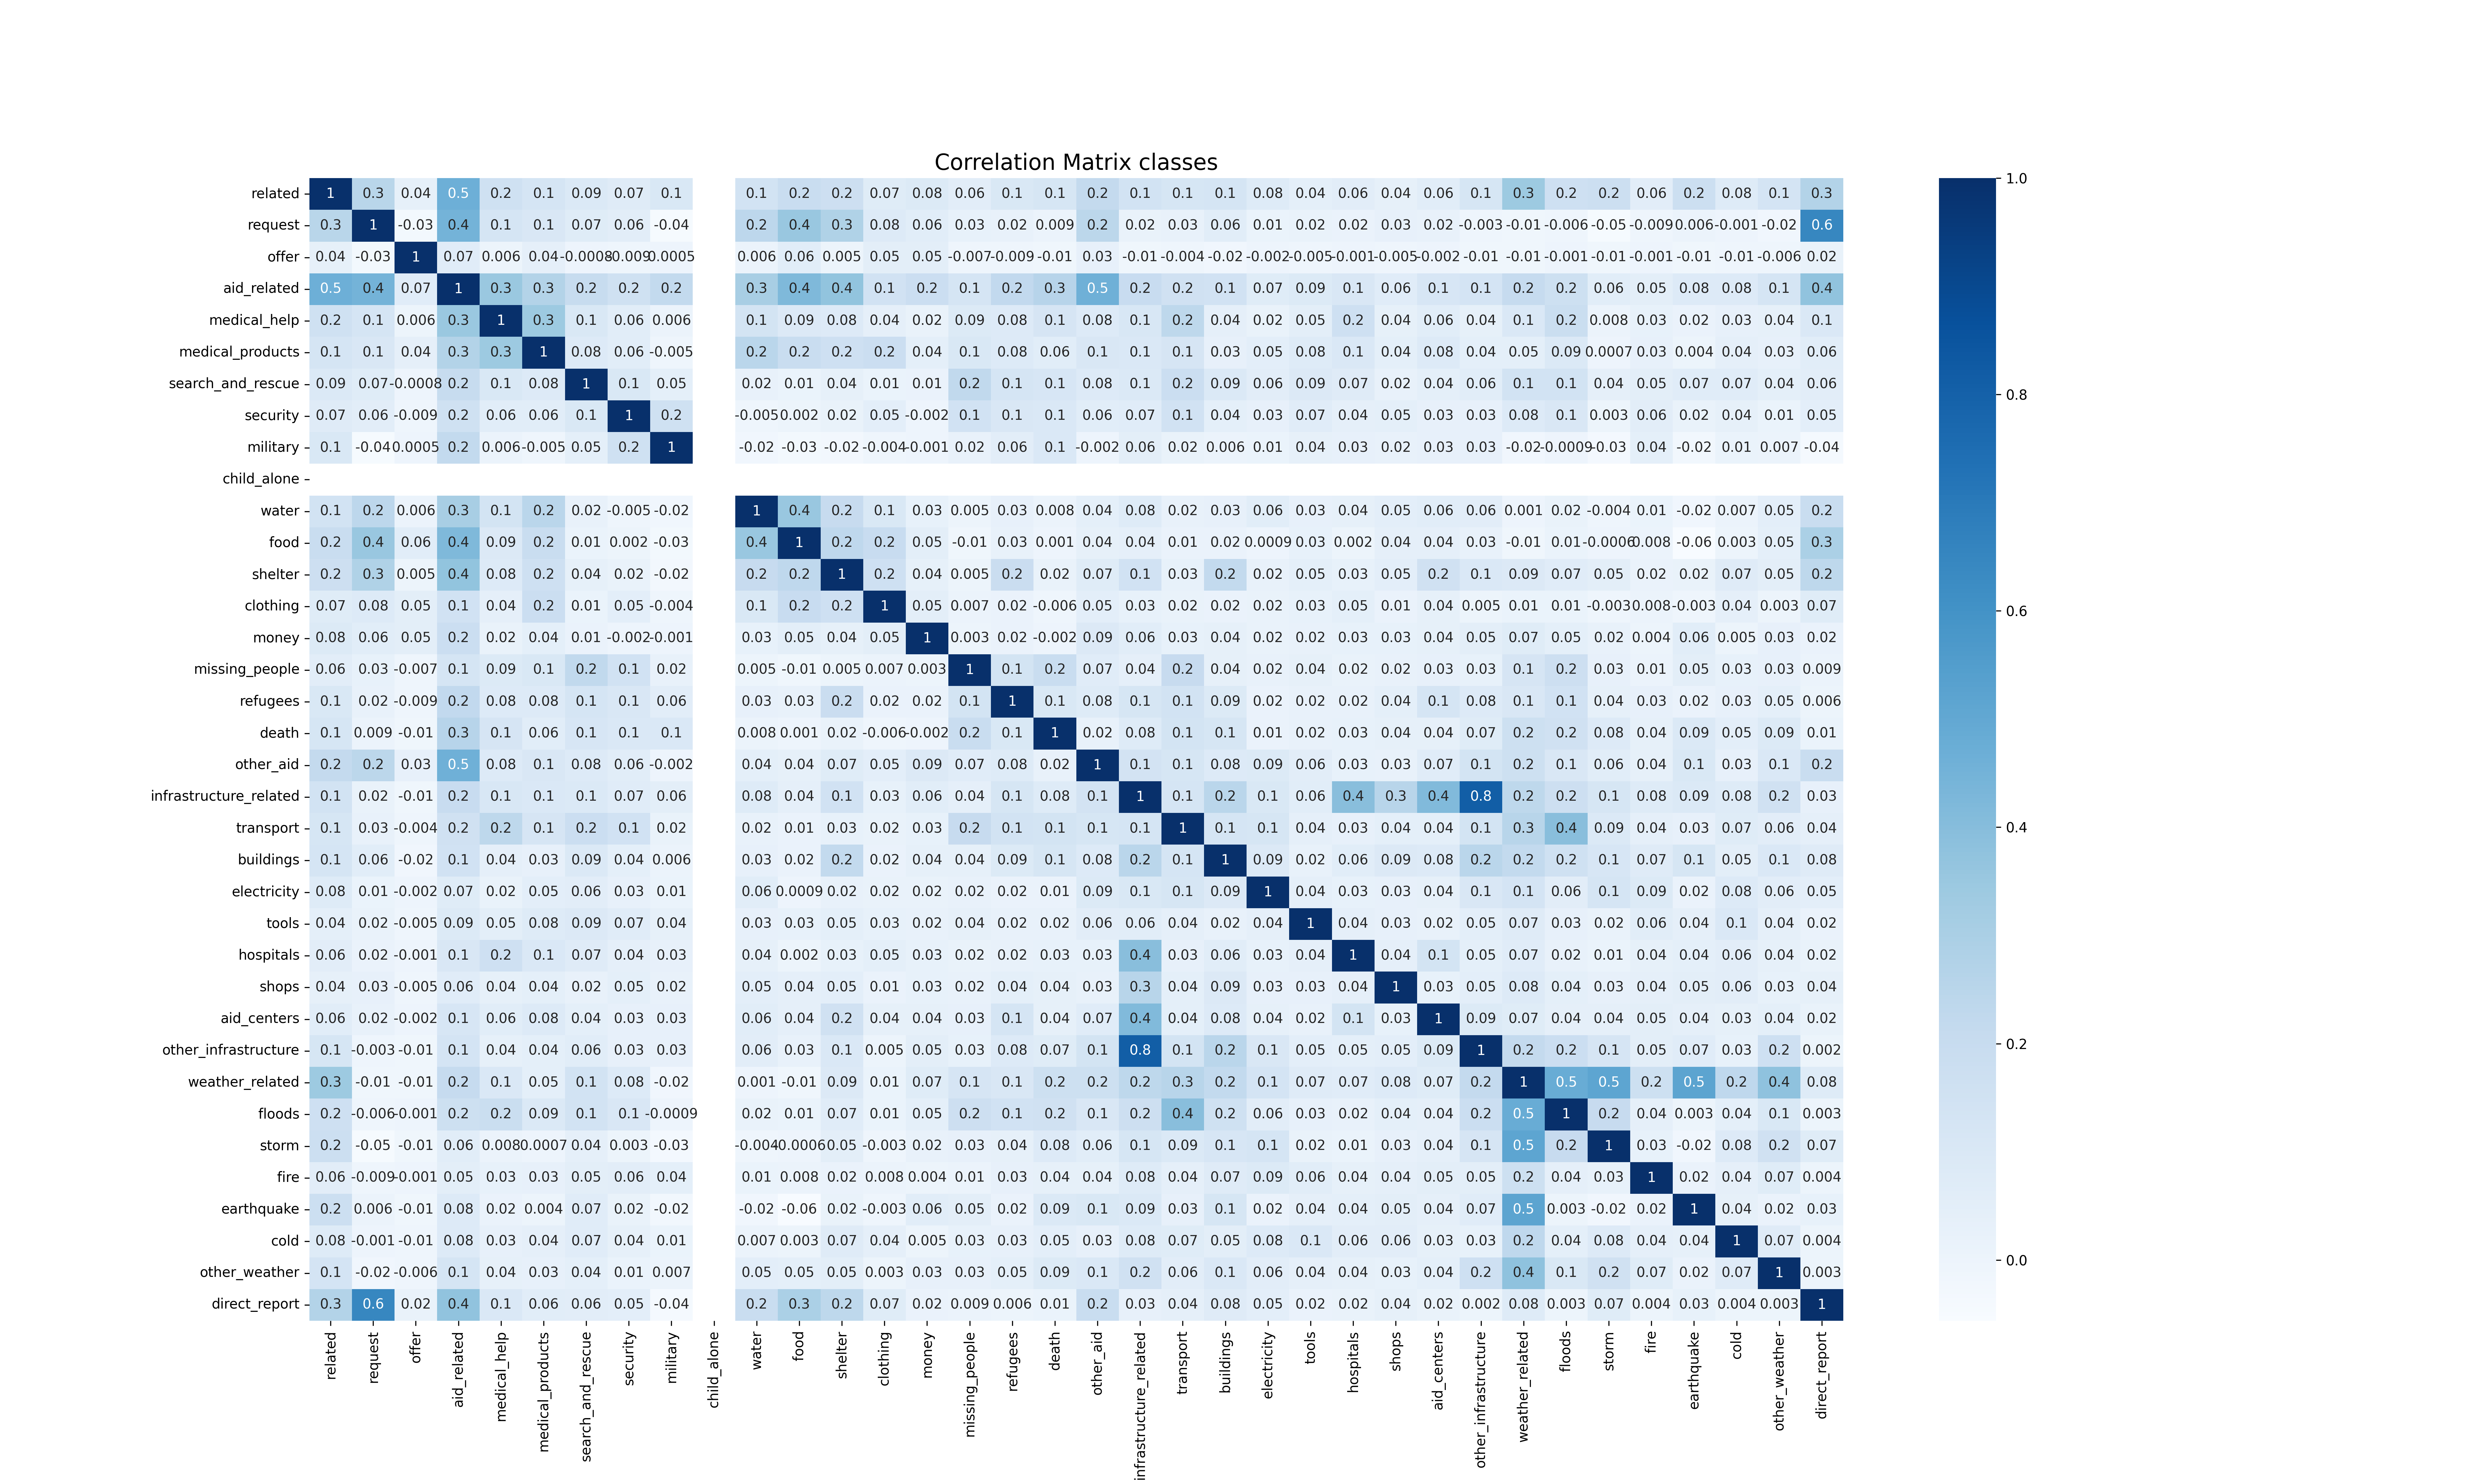 Correlation Matrix classes
related 1 0.3 0.04 0.5 0.2 0.1 0.09 0.07 0.1 0.1 0.2 0.2 0.07 0.08 0.06 0.1 0.1 0.2 0.1 0.1 0.1 0.08 0.04 0.06 0.04 0.06 0.1 0.3 0.2 0.2 0.06 0.2 0.08 0.1 0.3 1.0
request 0.3 1 -0.03 0.4 0.1 0.1 0.07 0.06 -0.04 0.2 0.4 0.3 0.08 0.06 0.03 0.02 0.009 0.2 0.02 0.03 0.06 0.01 0.02 0.02 0.03 0.02 -0.003 -0.01 -0.006 -0.05 -0.009 0.006 -0.001 -0.02 0.6
offer 0.04 -0.03 1 0.07 0.006 0.04 -0.0008 -0.009 0.0005 0.006 0.06 0.005 0.05 0.05 -0.007 -0.009 -0.01 0.03 -0.01 -0.004 -0.02 -0.002 -0.005 -0.001 -0.005 -0.002 -0.01 -0.01 -0.001 -0.01 -0.001 -0.01 -0.01 -0.006 0.02
aid_related 0.5 0.4 0.07 1 0.3 0.3 0.2 0.2 0.2 0.3 0.4 0.4 0.1 0.2 0.1 0.2 0.3 0.5 0.2 0.2 0.1 0.07 0.09 0.1 0.06 0.1 0.1 0.2 0.2 0.06 0.05 0.08 0.08 0.1 0.4
medical_help 0.2 0.1 0.006 0.3 1 0.3 0.1 0.06 0.006 0.1 0.09 0.08 0.04 0.02 0.09 0.08 0.1 0.08 0.1 0.2 0.04 0.02 0.05 0.2 0.04 0.06 0.04 0.1 0.2 0.008 0.03 0.02 0.03 0.04 0.1
medical_products 0.1 0.1 0.04 0.3 0.3 1 0.08 0.06 -0.005 0.2 0.2 0.2 0.2 0.04 0.1 0.08 0.06 0.1 0.1 0.1 0.03 0.05 0.08 0.1 0.04 0.08 0.04 0.05 0.09 0.0007 0.03 0.004 0.04 0.03 0.06
search_and_rescue 0.09 0.07 -0.0008 0.2 0.1 0.08 1 0.1 0.05 0.02 0.01 0.04 0.01 0.01 0.2 0.1 0.1 0.08 0.1 0.2 0.09 0.06 0.09 0.07 0.02 0.04 0.06 0.1 0.1 0.04 0.05 0.07 0.07 0.04 0.06
0.8
security 0.07 0.06 -0.009 0.2 0.06 0.06 0.1 1 0.2 -0.005 0.002 0.02 0.05 -0.002 0.1 0.1 0.1 0.06 0.07 0.1 0.04 0.03 0.07 0.04 0.05 0.03 0.03 0.08 0.1 0.003 0.06 0.02 0.04 0.01 0.05
military 0.1 -0.04 0.0005 0.2 0.006 -0.005 0.05 0.2 1 -0.02 -0.03 -0.02 -0.004 -0.001 0.02 0.06 0.1 -0.002 0.06 0.02 0.006 0.01 0.04 0.03 0.02 0.03 0.03 -0.02 -0.0009 -0.03 0.04 -0.02 0.01 0.007 -0.04
child_alone
water 0.1 0.2 0.006 0.3 0.1 0.2 0.02 -0.005 -0.02 1 0.4 0.2 0.1 0.03 0.005 0.03 0.008 0.04 0.08 0.02 0.03 0.06 0.03 0.04 0.05 0.06 0.06 0.001 0.02 -0.004 0.01 -0.02 0.007 0.05 0.2
food 0.2 0.4 0.06 0.4 0.09 0.2 0.01 0.002 -0.03 0.4 1 0.2 0.2 0.05 -0.01 0.03 0.001 0.04 0.04 0.01 0.02 0.0009 0.03 0.002 0.04 0.04 0.03 -0.01 0.01 -0.0006 0.008 -0.06 0.003 0.05 0.3
shelter 0.2 0.3 0.005 0.4 0.08 0.2 0.04 0.02 -0.02 0.2 0.2 1 0.2 0.04 0.005 0.2 0.02 0.07 0.1 0.03 0.2 0.02 0.05 0.03 0.05 0.2 0.1 0.09 0.07 0.05 0.02 0.02 0.07 0.05 0.2
clothing 0.07 0.08 0.05 0.1 0.04 0.2 0.01 0.05 -0.004 0.1 0.2 0.2 1 0.05 0.007 0.02 -0.006 0.05 0.03 0.02 0.02 0.02 0.03 0.05 0.01 0.04 0.005 0.01 0.01 -0.003 0.008 -0.003 0.04 0.003 0.07
0.6
money 0.08 0.06 0.05 0.2 0.02 0.04 0.01 -0.002 -0.001 0.03 0.05 0.04 0.05 1 0.003 0.02 -0.002 0.09 0.06 0.03 0.04 0.02 0.02 0.03 0.03 0.04 0.05 0.07 0.05 0.02 0.004 0.06 0.005 0.03 0.02
missing_people 0.06 0.03 -0.007 0.1 0.09 0.1 0.2 0.1 0.02 0.005 -0.01 0.005 0.007 0.003 1 0.1 0.2 0.07 0.04 0.2 0.04 0.02 0.04 0.02 0.02 0.03 0.03 0.1 0.2 0.03 0.01 0.05 0.03 0.03 0.009
refugees 0.1 0.02 -0.009 0.2 0.08 0.08 0.1 0.1 0.06 0.03 0.03 0.2 0.02 0.02 0.1 1 0.1 0.08 0.1 0.1 0.09 0.02 0.02 0.02 0.04 0.1 0.08 0.1 0.1 0.04 0.03 0.02 0.03 0.05 0.006
death 0.1 0.009 -0.01 0.3 0.1 0.06 0.1 0.1 0.1 0.008 0.001 0.02 -0.006 -0.002 0.2 0.1 1 0.02 0.08 0.1 0.1 0.01 0.02 0.03 0.04 0.04 0.07 0.2 0.2 0.08 0.04 0.09 0.05 0.09 0.01
other_aid 0.2 0.2 0.03 0.5 0.08 0.1 0.08 0.06 -0.002 0.04 0.04 0.07 0.05 0.09 0.07 0.08 0.02 1 0.1 0.1 0.08 0.09 0.06 0.03 0.03 0.07 0.1 0.2 0.1 0.06 0.04 0.1 0.03 0.1 0.2
infrastructure_related 0.1 0.02 -0.01 0.2 0.1 0.1 0.1 0.07 0.06 0.08 0.04 0.1 0.03 0.06 0.04 0.1 0.08 0.1 1 0.1 0.2 0.1 0.06 0.4 0.3 0.4 0.8 0.2 0.2 0.1 0.08 0.09 0.08 0.2 0.03
transport 0.1 0.03 -0.004 0.2 0.2 0.1 0.2 0.1 0.02 0.02 0.01 0.03 0.02 0.03 0.2 0.1 0.1 0.1 0.1 1 0.1 0.1 0.04 0.03 0.04 0.04 0.1 0.3 0.4 0.09 0.04 0.03 0.07 0.06 0.04 0.4
buildings 0.1 0.06 -0.02 0.1 0.04 0.03 0.09 0.04 0.006 0.03 0.02 0.2 0.02 0.04 0.04 0.09 0.1 0.08 0.2 0.1 1 0.09 0.02 0.06 0.09 0.08 0.2 0.2 0.2 0.1 0.07 0.1 0.05 0.1 0.08
electricity 0.08 0.01 -0.002 0.07 0.02 0.05 0.06 0.03 0.01 0.06 0.0009 0.02 0.02 0.02 0.02 0.02 0.01 0.09 0.1 0.1 0.09 1 0.04 0.03 0.03 0.04 0.1 0.1 0.06 0.1 0.09 0.02 0.08 0.06 0.05
tools 0.04 0.02 -0.005 0.09 0.05 0.08 0.09 0.07 0.04 0.03 0.03 0.05 0.03 0.02 0.04 0.02 0.02 0.06 0.06 0.04 0.02 0.04 1 0.04 0.03 0.02 0.05 0.07 0.03 0.02 0.06 0.04 0.1 0.04 0.02
hospitals 0.06 0.02 -0.001 0.1 0.2 0.1 0.07 0.04 0.03 0.04 0.002 0.03 0.05 0.03 0.02 0.02 0.03 0.03 0.4 0.03 0.06 0.03 0.04 1 0.04 0.1 0.05 0.07 0.02 0.01 0.04 0.04 0.06 0.04 0.02
shops 0.04 0.03 -0.005 0.06 0.04 0.04 0.02 0.05 0.02 0.05 0.04 0.05 0.01 0.03 0.02 0.04 0.04 0.03 0.3 0.04 0.09 0.03 0.03 0.04 1 0.03 0.05 0.08 0.04 0.03 0.04 0.05 0.06 0.03 0.04
aid_centers 0.06 0.02 -0.002 0.1 0.06 0.08 0.04 0.03 0.03 0.06 0.04 0.2 0.04 0.04 0.03 0.1 0.04 0.07 0.4 0.04 0.08 0.04 0.02 0.1 0.03 1 0.09 0.07 0.04 0.04 0.05 0.04 0.03 0.04 0.02
0.2
other_infrastructure 0.1 -0.003 -0.01 0.1 0.04 0.04 0.06 0.03 0.03 0.06 0.03 0.1 0.005 0.05 0.03 0.08 0.07 0.1 0.8 0.1 0.2 0.1 0.05 0.05 0.05 0.09 1 0.2 0.2 0.1 0.05 0.07 0.03 0.2 0.002
weather_related 0.3 -0.01 -0.01 0.2 0.1 0.05 0.1 0.08 -0.02 0.001 -0.01 0.09 0.01 0.07 0.1 0.1 0.2 0.2 0.2 0.3 0.2 0.1 0.07 0.07 0.08 0.07 0.2 1 0.5 0.5 0.2 0.5 0.2 0.4 0.08
floods 0.2 -0.006 -0.001 0.2 0.2 0.09 0.1 0.1 -0.0009 0.02 0.01 0.07 0.01 0.05 0.2 0.1 0.2 0.1 0.2 0.4 0.2 0.06 0.03 0.02 0.04 0.04 0.2 0.5 1 0.2 0.04 0.003 0.04 0.1 0.003
storm 0.2 -0.05 -0.01 0.06 0.008 0.0007 0.04 0.003 -0.03 -0.004 -0.0006 0.05 -0.003 0.02 0.03 0.04 0.08 0.06 0.1 0.09 0.1 0.1 0.02 0.01 0.03 0.04 0.1 0.5 0.2 1 0.03 -0.02 0.08 0.2 0.07
fire 0.06 -0.009 -0.001 0.05 0.03 0.03 0.05 0.06 0.04 0.01 0.008 0.02 0.008 0.004 0.01 0.03 0.04 0.04 0.08 0.04 0.07 0.09 0.06 0.04 0.04 0.05 0.05 0.2 0.04 0.03 1 0.02 0.04 0.07 0.004
earthquake 0.2 0.006 -0.01 0.08 0.02 0.004 0.07 0.02 -0.02 -0.02 -0.06 0.02 -0.003 0.06 0.05 0.02 0.09 0.1 0.09 0.03 0.1 0.02 0.04 0.04 0.05 0.04 0.07 0.5 0.003 -0.02 0.02 1 0.04 0.02 0.03
cold 0.08 -0.001 -0.01 0.08 0.03 0.04 0.07 0.04 0.01 0.007 0.003 0.07 0.04 0.005 0.03 0.03 0.05 0.03 0.08 0.07 0.05 0.08 0.1 0.06 0.06 0.03 0.03 0.2 0.04 0.08 0.04 0.04 1 0.07 0.004
0.0
other_weather 0.1 -0.02 -0.006 0.1 0.04 0.03 0.04 0.01 0.007 0.05 0.05 0.05 0.003 0.03 0.03 0.05 0.09 0.1 0.2 0.06 0.1 0.06 0.04 0.04 0.03 0.04 0.2 0.4 0.1 0.2 0.07 0.02 0.07 1 0.003
direct_report 0.3 0.6 0.02 0.4 0.1 0.06 0.06 0.05 -0.04 0.2 0.3 0.2 0.07 0.02 0.009 0.006 0.01 0.2 0.03 0.04 0.08 0.05 0.02 0.02 0.04 0.02 0.002 0.08 0.003 0.07 0.004 0.03 0.004 0.003 1
related request offer aid_related medical_help medical_products search_and_rescue security military child_alone water food shelter clothing money missing_people refugees death other_aid infrastructure_related transport buildings electricity tools hospitals shops aid_centers other_infrastructure weather_related floods storm fire earthquake cold other_weather direct_report